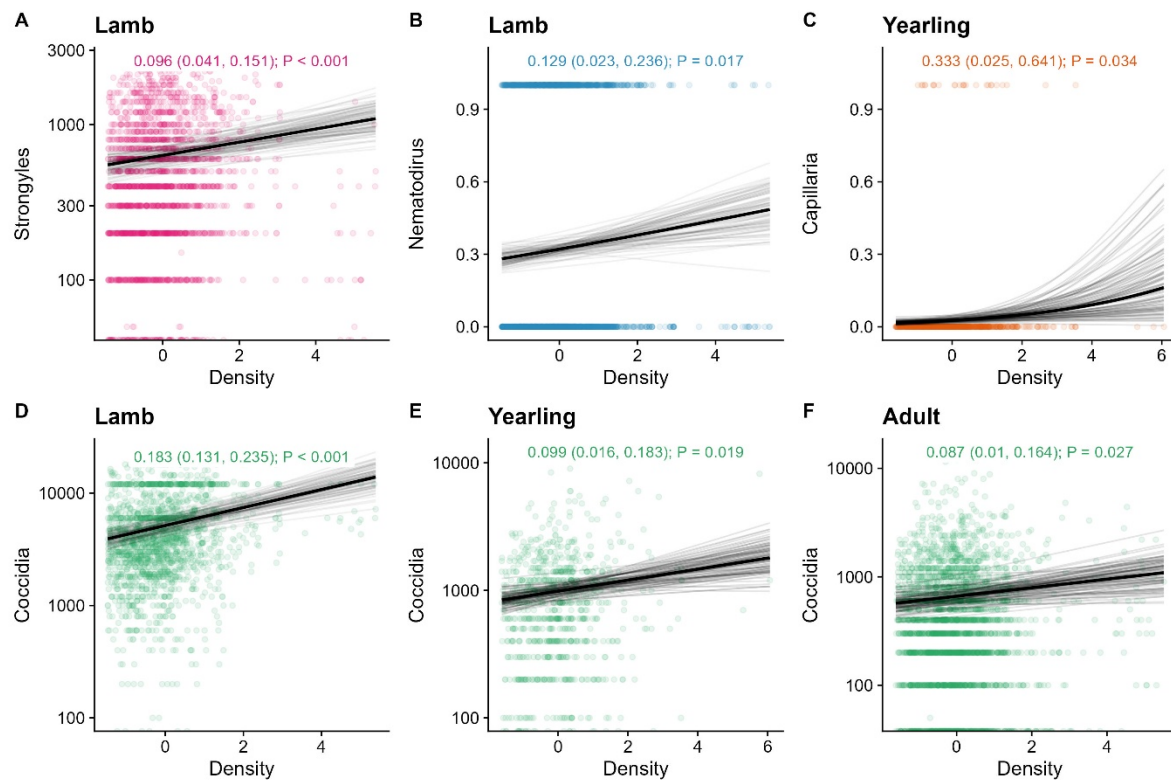 A Lamb
0.096 (0.041, 0.151); P < 0.001
3000
1000
300
100
Strongyles
0 2 4
Density
B Lamb
0.129 (0.023, 0.236); P = 0.017
0.9
0.6
0.3
0.0
Nematodirus
0 2 4
Density
C Yearling
0.333 (0.025, 0.641); P = 0.034
0.9
0.6
0.3
0.0
Capillaria
0 2 4 6
Density
D Lamb
0.183 (0.131, 0.235); P < 0.001
10000
1000
100
Coccidia
0 2 4
Density
E Yearling
0.099 (0.016, 0.183); P = 0.019
10000
1000
100
Coccidia
0 2 4 6
Density
F Adult
0.087 (0.01, 0.164); P = 0.027
10000
1000
100
Coccidia
0 2 4
Density